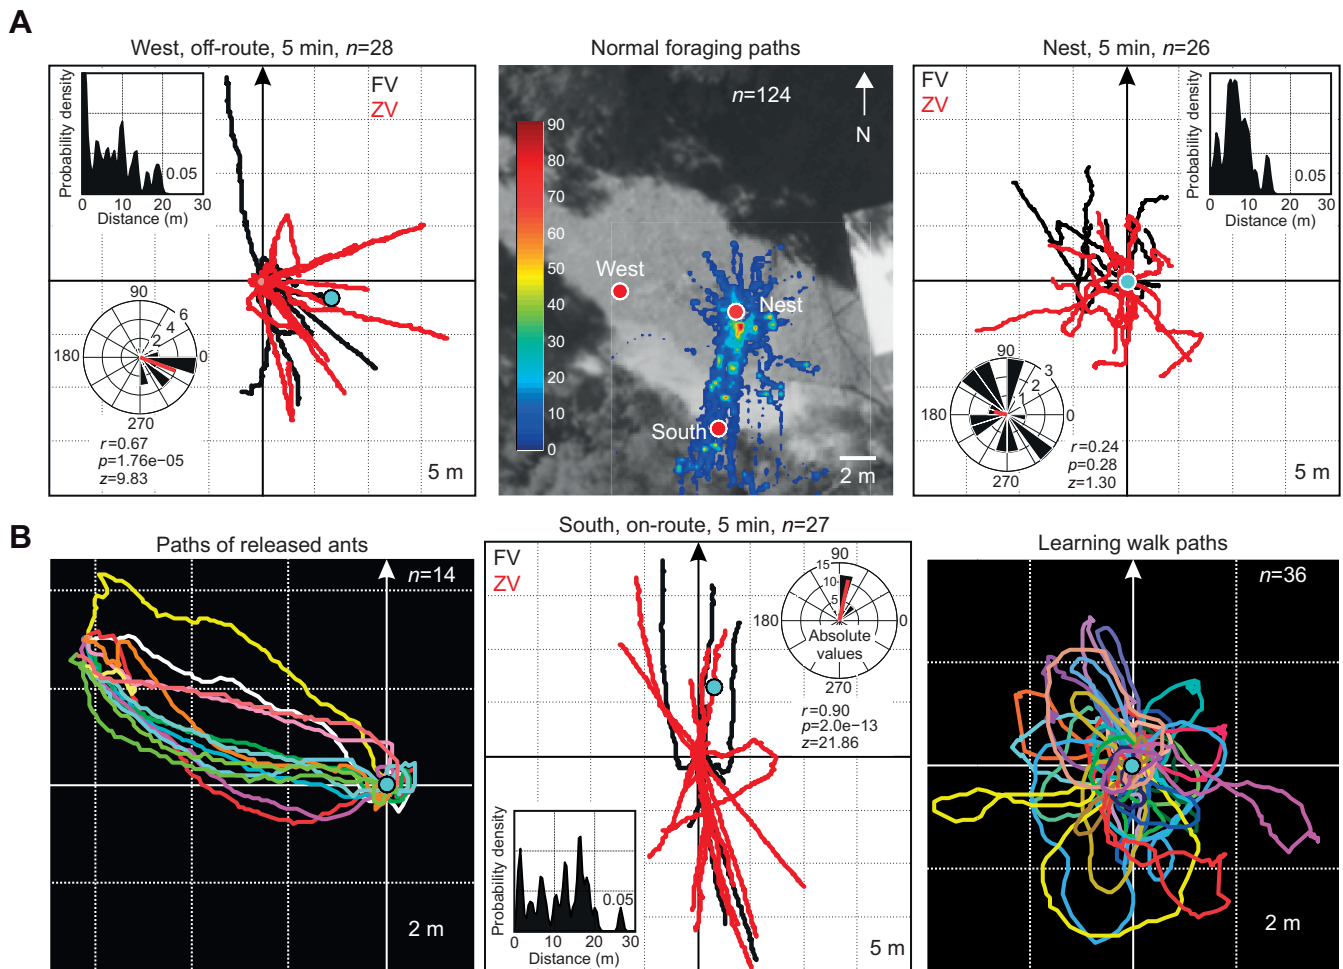 A
West, off-route, 5 min, n=28
FV
ZV
Probability density
0.05
0 10 20 30
Distance (m)
90
6
4
2
180
0
270
r=0.67
p=1.76e−05
z=9.83
5 m
Normal foraging paths
n=124
N
90
80
70
60
50
40
30
20
10
0
West
Nest
South
2 m
Nest, 5 min, n=26
FV
ZV
Probability density
0.05
0 10 20 30
Distance (m)
90
3
2
1
180
0
270
r=0.24
p=0.28
z=1.30
5 m
B
Paths of released ants
n=14
2 m
South, on-route, 5 min, n=27
FV
ZV
90
15
10
5
180
0
Absolute
values
270
r=0.90
p=2.0e−13
z=21.86
Probability density
0.05
0 10 20 30
Distance (m)
5 m
Learning walk paths
n=36
2 m